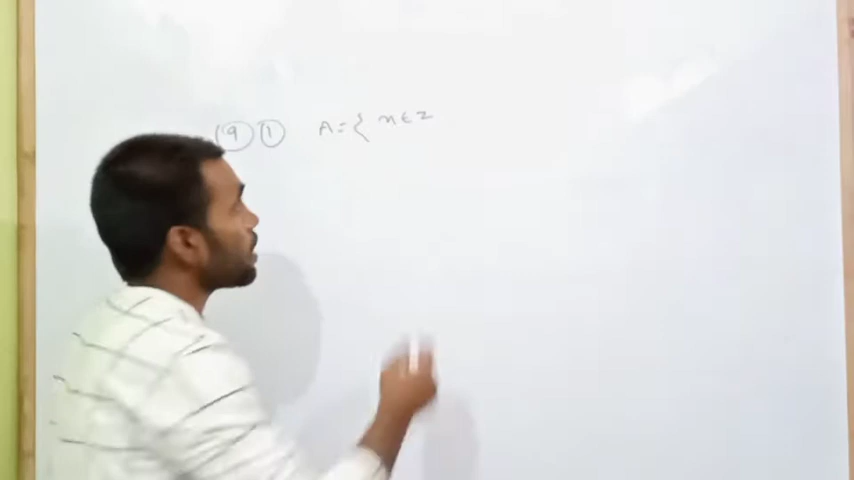 9 1 A = { x ∈ Z